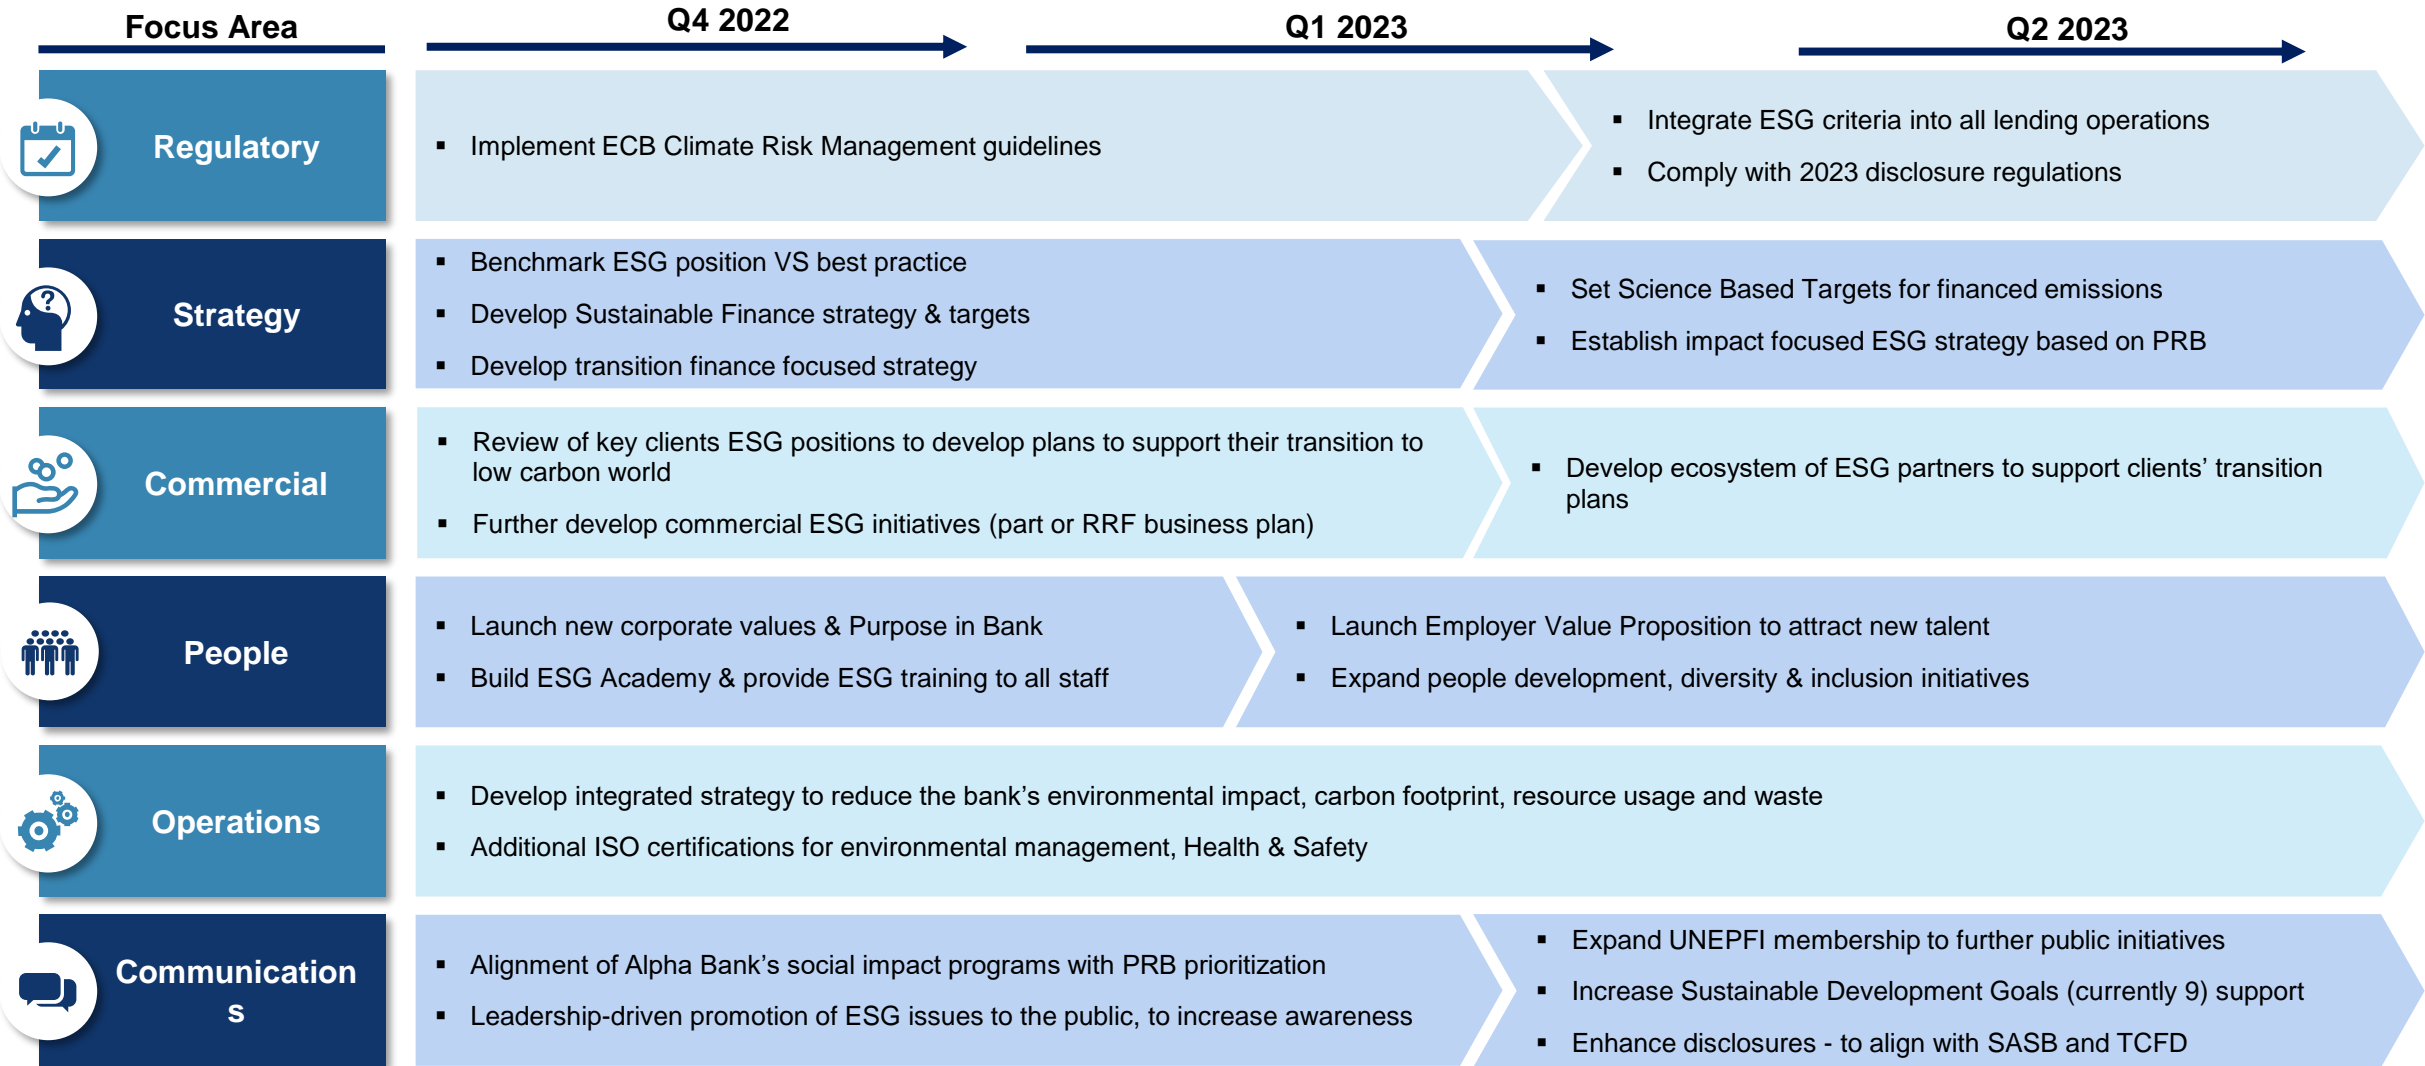 Focus Area
Q4 2022
Q1 2023
Q2 2023
Regulatory
▪ Implement ECB Climate Risk Management guidelines
▪ Integrate ESG criteria into all lending operations
▪ Comply with 2023 disclosure regulations
Strategy
▪ Benchmark ESG position VS best practice
▪ Develop Sustainable Finance strategy & targets
▪ Develop transition finance focused strategy
▪ Set Science Based Targets for financed emissions
▪ Establish impact focused ESG strategy based on PRB
Commercial
▪ Review of key clients ESG positions to develop plans to support their transition to
low carbon world
▪ Further develop commercial ESG initiatives (part or RRF business plan)
▪ Develop ecosystem of ESG partners to support clients’ transition
plans
People
▪ Launch new corporate values & Purpose in Bank
▪ Build ESG Academy & provide ESG training to all staff
▪ Launch Employer Value Proposition to attract new talent
▪ Expand people development, diversity & inclusion initiatives
Operations
▪ Develop integrated strategy to reduce the bank’s environmental impact, carbon footprint, resource usage and waste
▪ Additional ISO certifications for environmental management, Health & Safety
Communication
s
▪ Alignment of Alpha Bank’s social impact programs with PRB prioritization
▪ Leadership-driven promotion of ESG issues to the public, to increase awareness
▪ Expand UNEPFI membership to further public initiatives
▪ Increase Sustainable Development Goals (currently 9) support
▪ Enhance disclosures - to align with SASB and TCFD